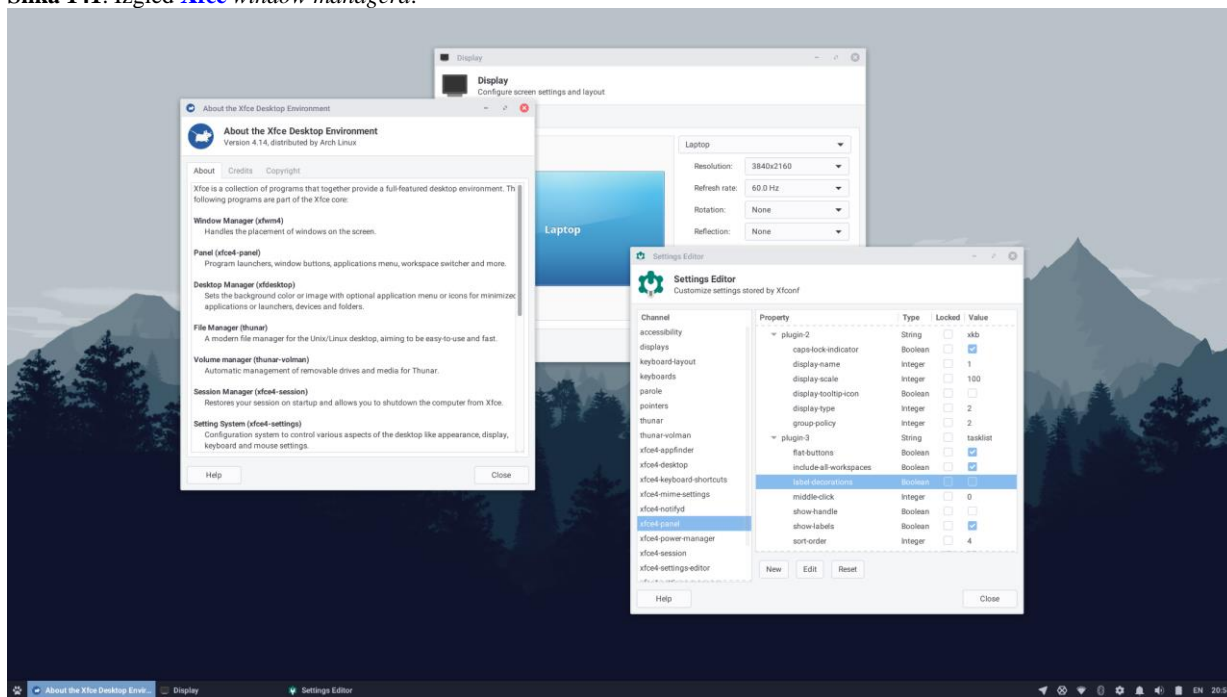 Display
Display
Configure screen settings and layout
Laptop
Laptop
Resolution: 3840x2160
Refresh rate: 60.0 Hz
Rotation: None
Reflection: None
About the Xfce Desktop Environment
About the Xfce Desktop Environment
Version 4.14, distributed by Arch Linux
About Credits Copyright
Xfce is a collection of programs that together provide a full-featured desktop environment. Th
following programs are part of the Xfce core:
Window Manager (xfwm4)
Handles the placement of windows on the screen.
Panel (xfce4-panel)
Program launchers, window buttons, applications menu, workspace switcher and more.
Desktop Manager (xfdesktop)
Sets the background color or image with optional application menu or icons for minimized
applications or launchers, devices and folders.
File Manager (thunar)
A modern file manager for the Unix/Linux desktop, aiming to be easy-to-use and fast.
Volume manager (thunar-volman)
Automatic management of removable drives and media for Thunar.
Session Manager (xfce4-session)
Restores your session on startup and allows you to shutdown the computer from Xfce.
Setting System (xfce4-settings)
Configuration system to control various aspects of the desktop like appearance, display,
keyboard and mouse settings.
Help Close
Settings Editor
Settings Editor
Customize settings stored by Xfconf
Channel
accessibility
displays
keyboard-layout
keyboards
parole
pointers
thunar
thunar-volman
xfce4-appfinder
xfce4-desktop
xfce4-keyboard-shortcuts
xfce4-mime-settings
xfce4-notifyd
xfce4-panel
xfce4-power-manager
xfce4-session
xfce4-settings-editor
Property Type Locked Value
plugin-2 String xkb
caps-lock-indicator Boolean
display-name Integer 1
display-scale Integer 100
display-tooltip-icon Boolean
display-type Integer 2
group-policy Integer 2
plugin-3 String tasklist
flat-buttons Boolean
include-all-workspaces Boolean
label-decorations Boolean
middle-click Integer 0
show-handle Boolean
show-labels Boolean
sort-order Integer 4
New Edit Reset
Help Close
About the Xfce Desktop Envir... Display Settings Editor EN